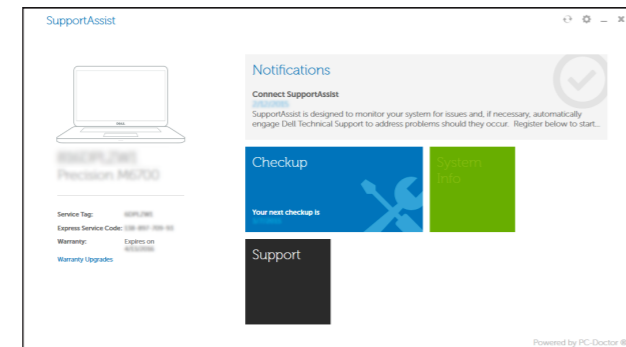 SupportAssist
Notifications
Connect SupportAssist
SupportAssist is designed to monitor your system for issues and, if necessary, automatically
engage Dell Technical Support to address problems should they occur. Register below to start...
Precision M6700
Checkup
System
Info
Your next checkup is
Service Tag:
Express Service Code:
Warranty: Expires on
Warranty Upgrades
Support
Powered by PC-Doctor ®